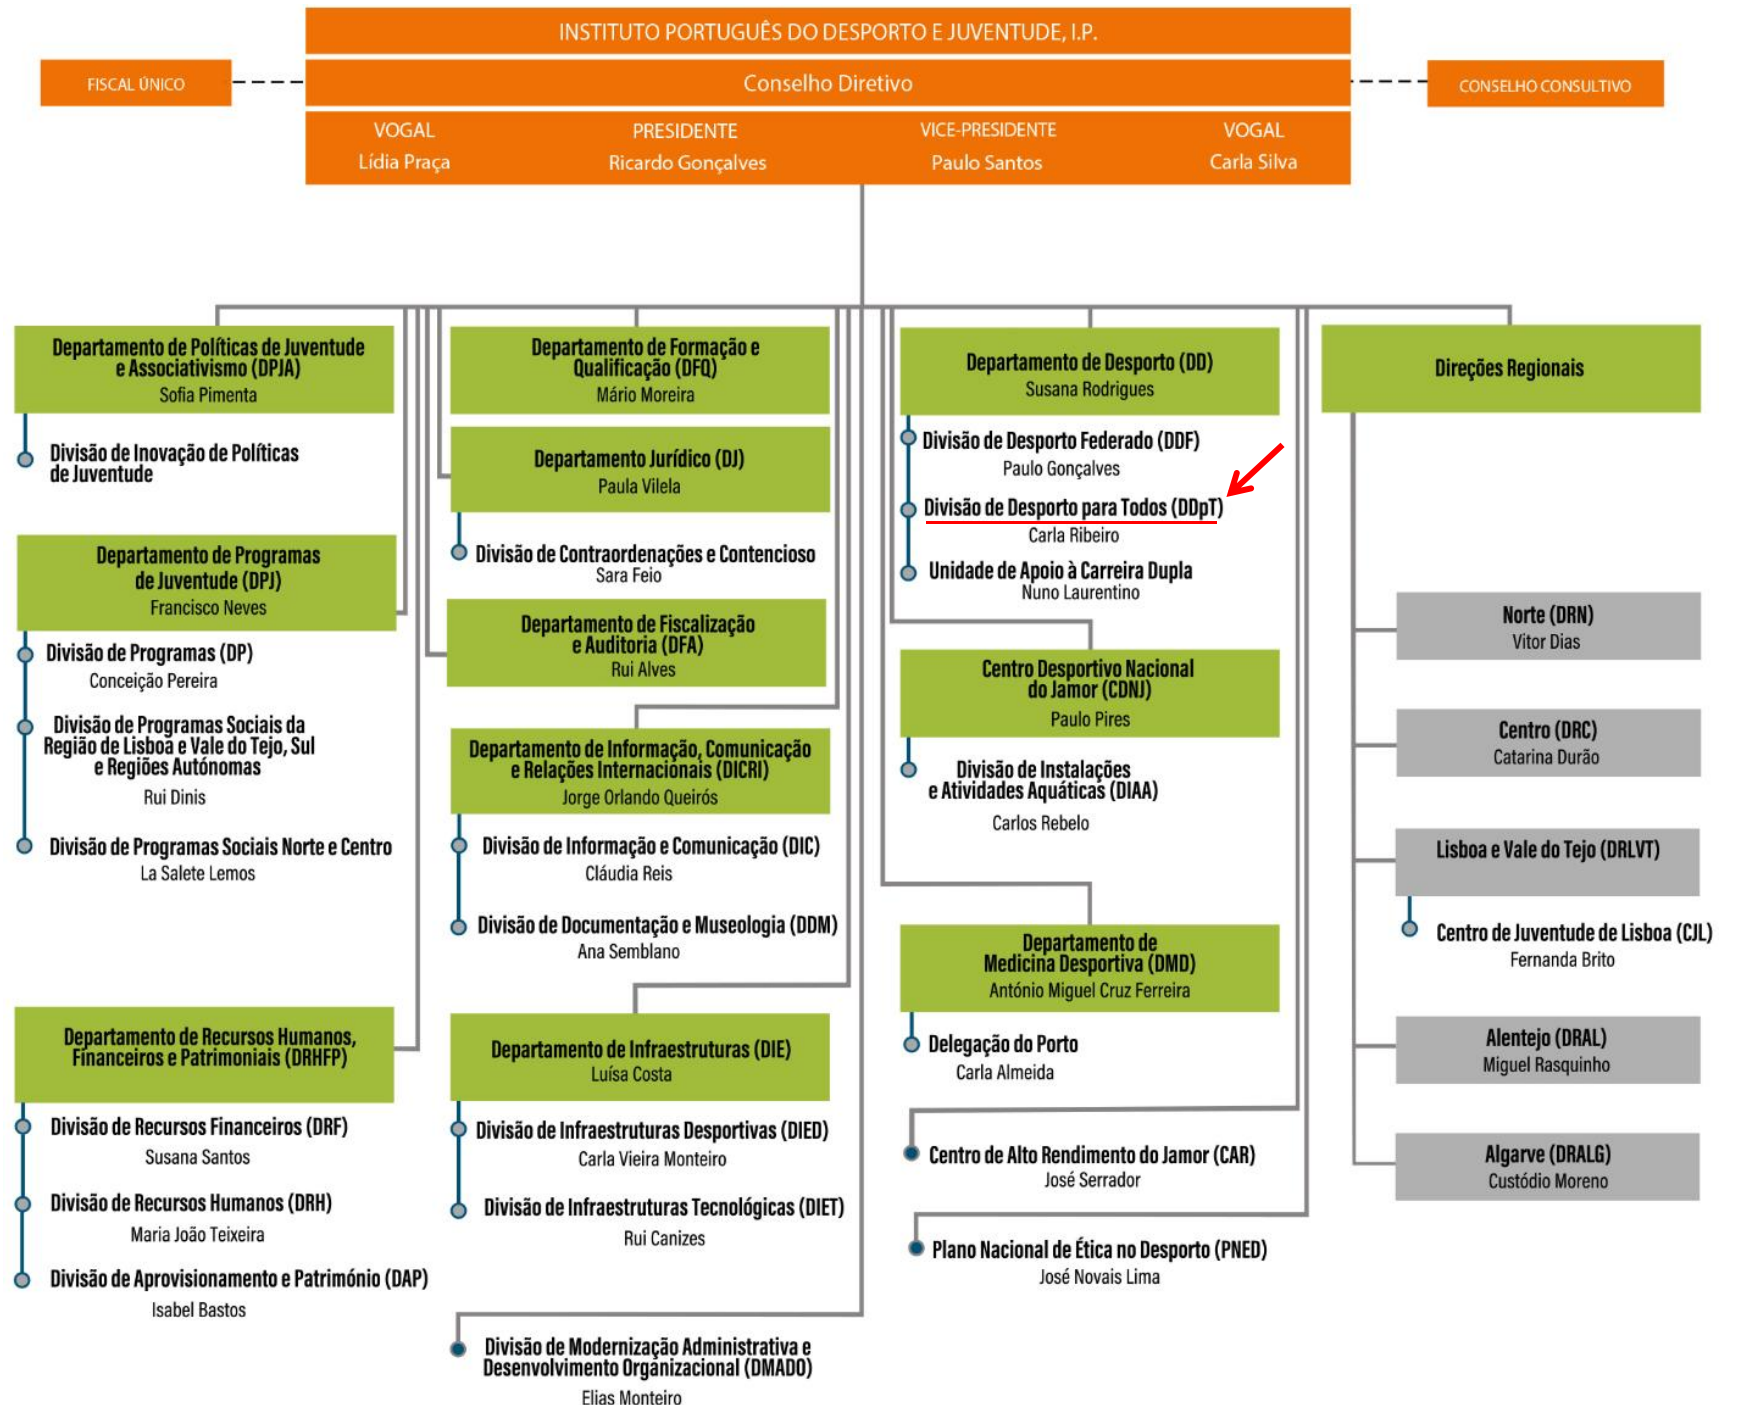 INSTITUTO PORTUGUÊS DO DESPORTO E JUVENTUDE, I.P.
FISCAL ÚNICO
Conselho Diretivo
CONSELHO CONSULTIVO
VOGAL
Lídia Praça
PRESIDENTE
Ricardo Gonçalves
VICE-PRESIDENTE
Paulo Santos
VOGAL
Carla Silva
Departamento de Políticas de Juventude
e Associativismo (DPJA)
Sofia Pimenta
Divisão de Inovação de Políticas
de Juventude
Departamento de Programas
de Juventude (DPJ)
Francisco Neves
Divisão de Programas (DP)
Conceição Pereira
Divisão de Programas Sociais da
Região de Lisboa e Vale do Tejo, Sul
e Regiões Autónomas
Rui Dinis
Divisão de Programas Sociais Norte e Centro
La Salete Lemos
Departamento de Recursos Humanos,
Financeiros e Patrimoniais (DRHFP)
Divisão de Recursos Financeiros (DRF)
Susana Santos
Divisão de Recursos Humanos (DRH)
Maria João Teixeira
Divisão de Aprovisionamento e Património (DAP)
Isabel Bastos
Departamento de Formação e
Qualificação (DFQ)
Mário Moreira
Departamento Jurídico (DJ)
Paula Vilela
Divisão de Contraordenações e Contencioso
Sara Feio
Departamento de Fiscalização
e Auditoria (DFA)
Rui Alves
Departamento de Informação, Comunicação
e Relações Internacionais (DICRI)
Jorge Orlando Queirós
Divisão de Informação e Comunicação (DIC)
Cláudia Reis
Divisão de Documentação e Museologia (DDM)
Ana Semblano
Departamento de Infraestruturas (DIE)
Luísa Costa
Divisão de Infraestruturas Desportivas (DIED)
Carla Vieira Monteiro
Divisão de Infraestruturas Tecnológicas (DIET)
Rui Canizes
Divisão de Modernização Administrativa e
Desenvolvimento Organizacional (DMADO)
Elias Monteiro
Departamento de Desporto (DD)
Susana Rodrigues
Divisão de Desporto Federado (DDF)
Paulo Gonçalves
Divisão de Desporto para Todos (DDpT)
Carla Ribeiro
Unidade de Apoio à Carreira Dupla
Nuno Laurentino
Centro Desportivo Nacional
do Jamor (CDNJ)
Paulo Pires
Divisão de Instalações
e Atividades Aquáticas (DIAA)
Carlos Rebelo
Departamento de
Medicina Desportiva (DMD)
António Miguel Cruz Ferreira
Delegação do Porto
Carla Almeida
Centro de Alto Rendimento do Jamor (CAR)
José Serrador
Plano Nacional de Ética no Desporto (PNED)
José Novais Lima
Direções Regionais
Norte (DRN)
Vitor Dias
Centro (DRC)
Catarina Durão
Lisboa e Vale do Tejo (DRLVT)
Centro de Juventude de Lisboa (CJL)
Fernanda Brito
Alentejo (DRAL)
Miguel Rasquinho
Algarve (DRALG)
Custódio Moreno